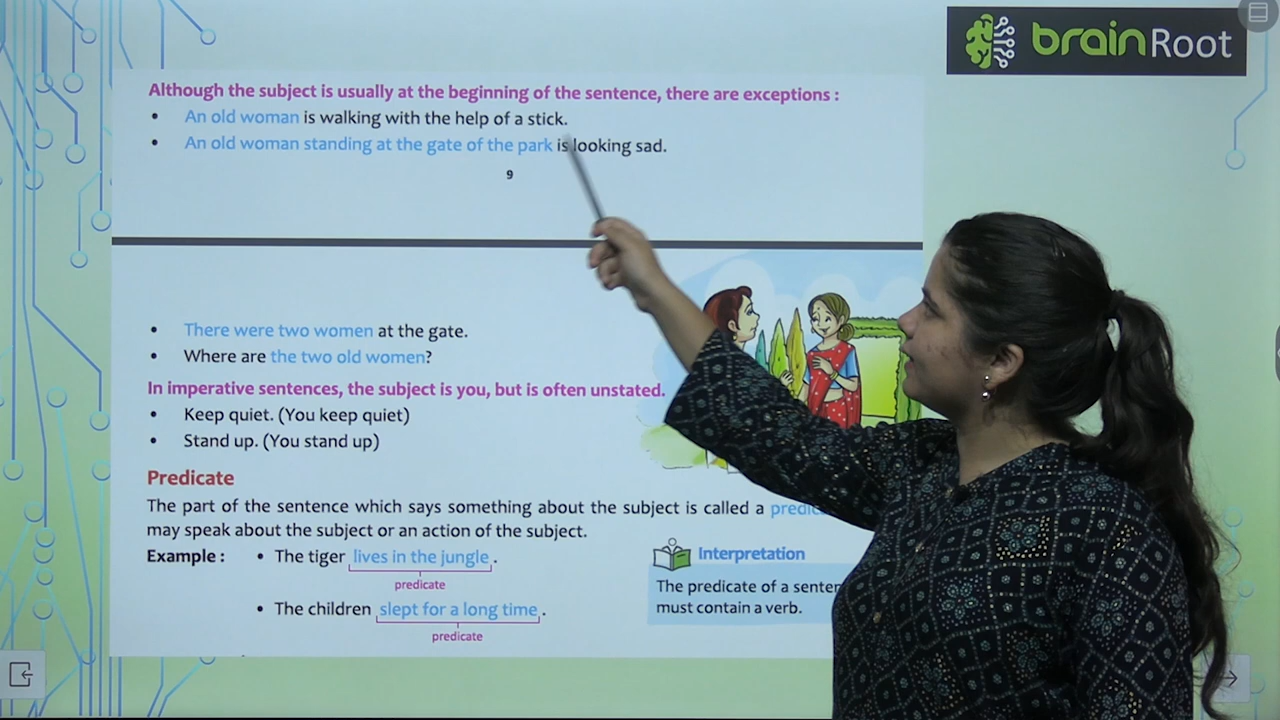 brainRoot
Although the subject is usually at the beginning of the sentence, there are exceptions :
• An old woman is walking with the help of a stick.
• An old woman standing at the gate of the park is looking sad.
9
• There were two women at the gate.
• Where are the two old women?
In imperative sentences, the subject is you, but is often unstated.
• Keep quiet. (You keep quiet)
• Stand up. (You stand up)
Predicate
The part of the sentence which says something about the subject is called a
may speak about the subject or an action of the subject.
Example : • The tiger lives in the jungle .
predicate
• The children slept for a long time .
predicate
Interpretation
The predicate of a
must contain a verb.